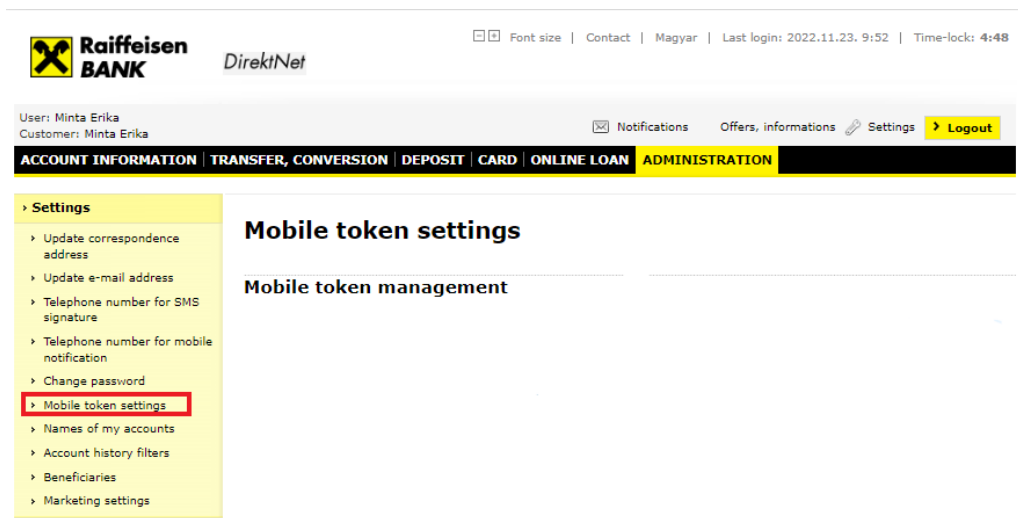 Raiffeisen
BANK
DirektNet
Font size | Contact | Magyar | Last login: 2022.11.23. 9:52 | Time-lock: 4:48
User: Minta Erika
Customer: Minta Erika
Notifications Offers, informations Settings Logout
ACCOUNT INFORMATION | TRANSFER, CONVERSION | DEPOSIT | CARD | ONLINE LOAN ADMINISTRATION
Settings
Update correspondence
address
Update e-mail address
Telephone number for SMS
signature
Telephone number for mobile
notification
Change password
Mobile token settings
Names of my accounts
Account history filters
Beneficiaries
Marketing settings
Mobile token settings
Mobile token management